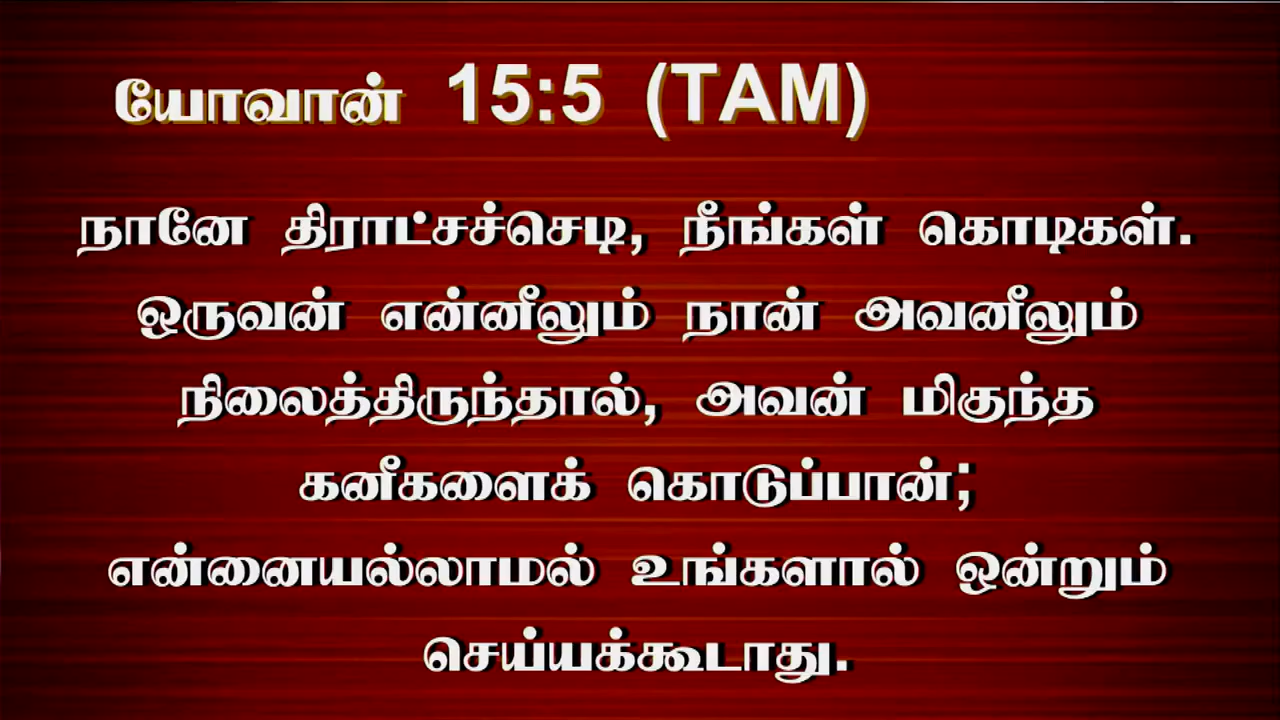 யோவான் 15:5 (TAM)
நானே திராட்சச்செடி, நீங்கள் கொடிகள்.
ஒருவன் என்னீலும் நான் அவனீலும்
நிலைத்திருந்தால், அவன் மிகுந்த
கனீகளைக் கொடுப்பான்;
என்னையல்லாமல் உங்களால் ஒன்றும்
செய்யக்கூடாது.